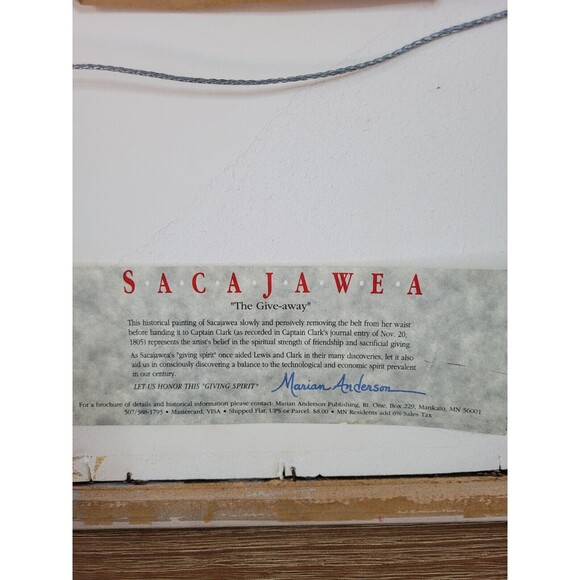 S·A·C·A·J·A·W·E·A
"The Give-away"
This historical painting of Sacajawea slowly and pensively removing the belt from her waist
before handing it to Captain Clark (as recorded in Captain Clark's journal entry of Nov. 20,
1805) represents the artist's belief in the spiritual strength of friendship and sacrificial giving.
As Sacajawea's "giving spirit" once aided Lewis and Clark in their many discoveries, let it also
aid us in consciously discovering a balance to the technological and economic spirit prevalent
in our century.
LET US HONOR THIS "GIVING SPIRIT" Marian Anderson
For a brochure of details and historical information please contact: Marian Anderson Publishing, Rt. One, Box 229, Mankato, MN 56001
507/388-1793 • Mastercard, VISA • Shipped Flat, UPS or Parcel. $8.00 • MN Residents add 6% Sales Tax